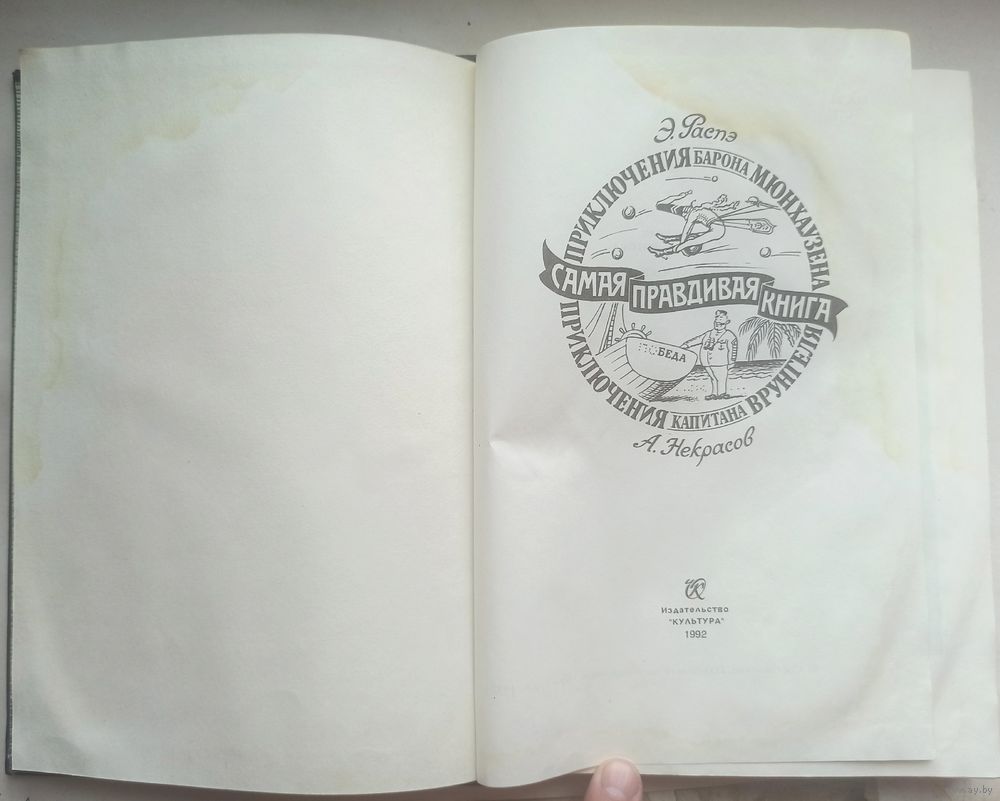 Э. Распэ
ПРИКЛЮЧЕНИЯ БАРОНА МЮНХАУЗЕНА
САМАЯ ПРАВДИВАЯ КНИГА
ПОБЕДА
ПРИКЛЮЧЕНИЯ КАПИТАНА ВРУНГЕЛЯ
А. Некрасов
Издательство
"КУЛЬТУРА"
1992